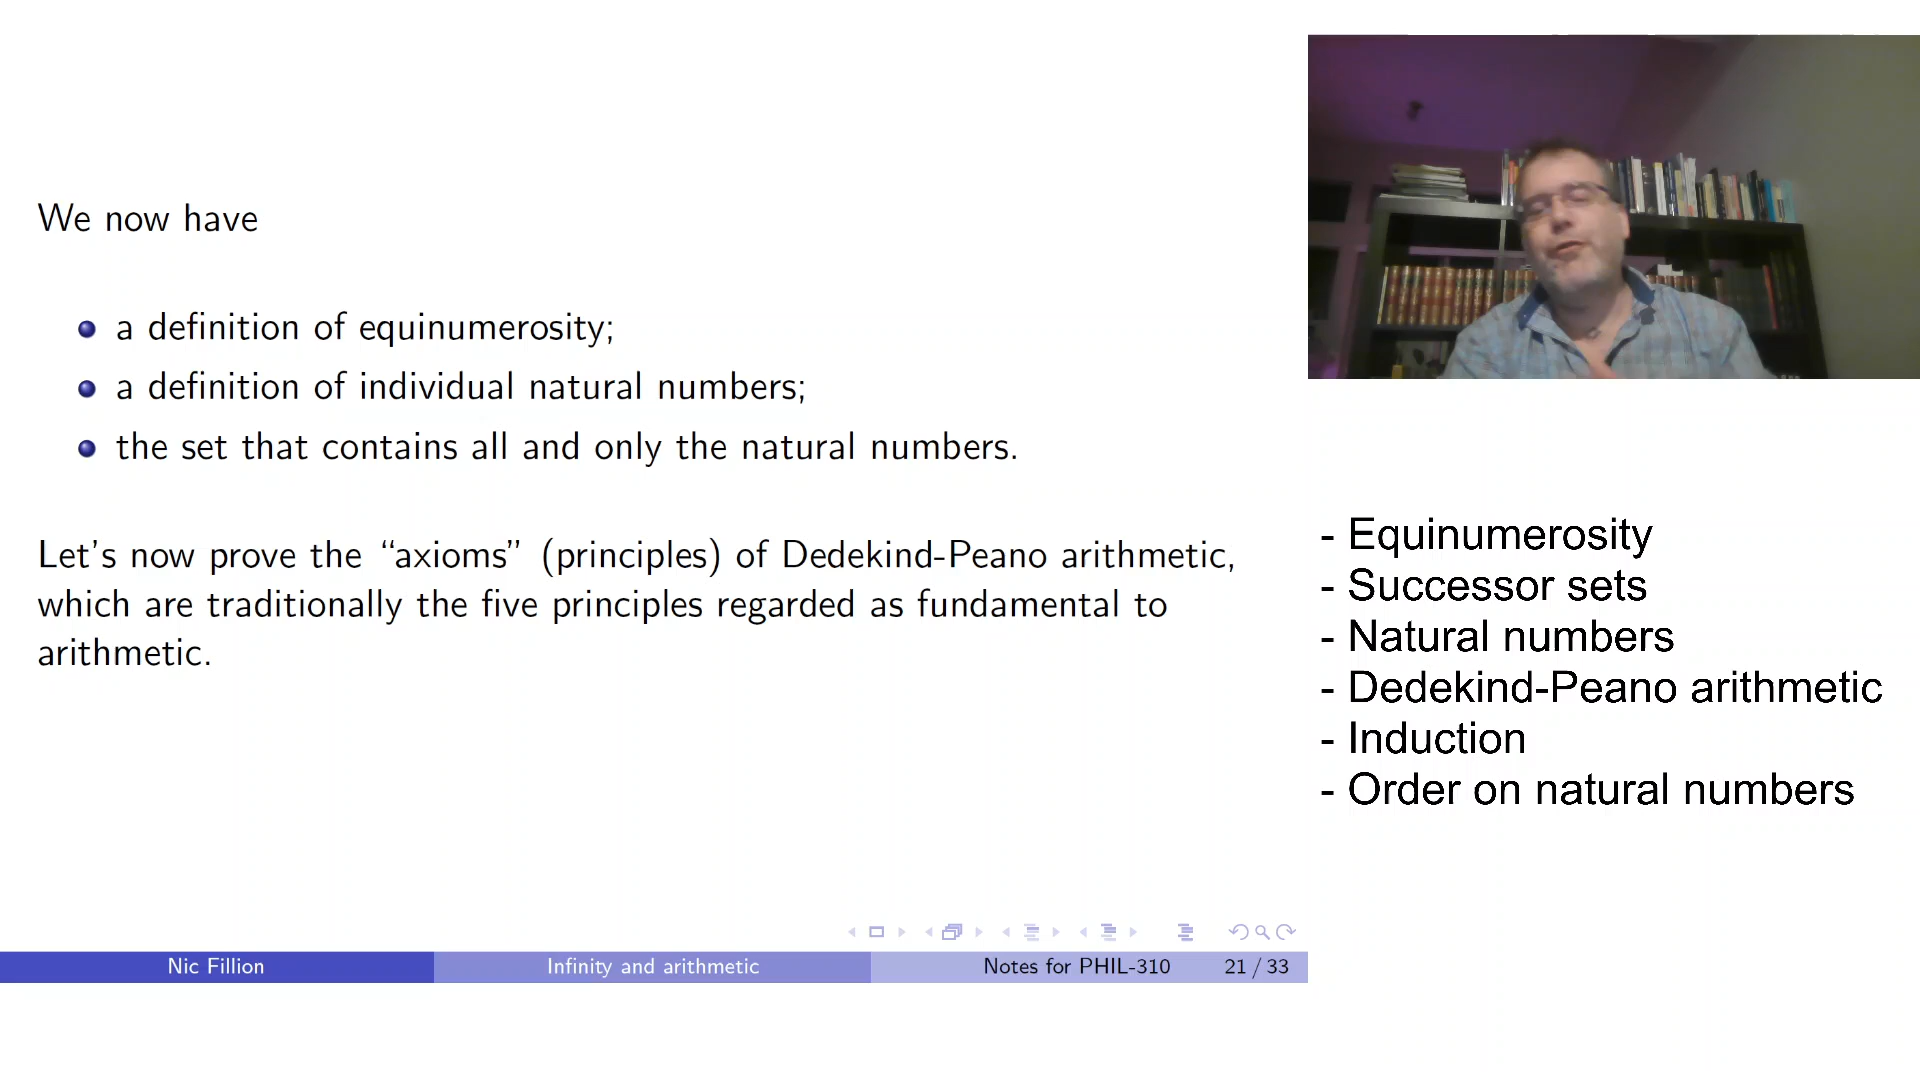 We now have
a definition of equinumerosity;
a definition of individual natural numbers;
the set that contains all and only the natural numbers.
Let's now prove the “axioms” (principles) of Dedekind-Peano arithmetic,
which are traditionally the five principles regarded as fundamental to
arithmetic.
- Equinumerosity
- Successor sets
- Natural numbers
- Dedekind-Peano arithmetic
- Induction
- Order on natural numbers
Nic Fillion Infinity and arithmetic Notes for PHIL-310 21 / 33